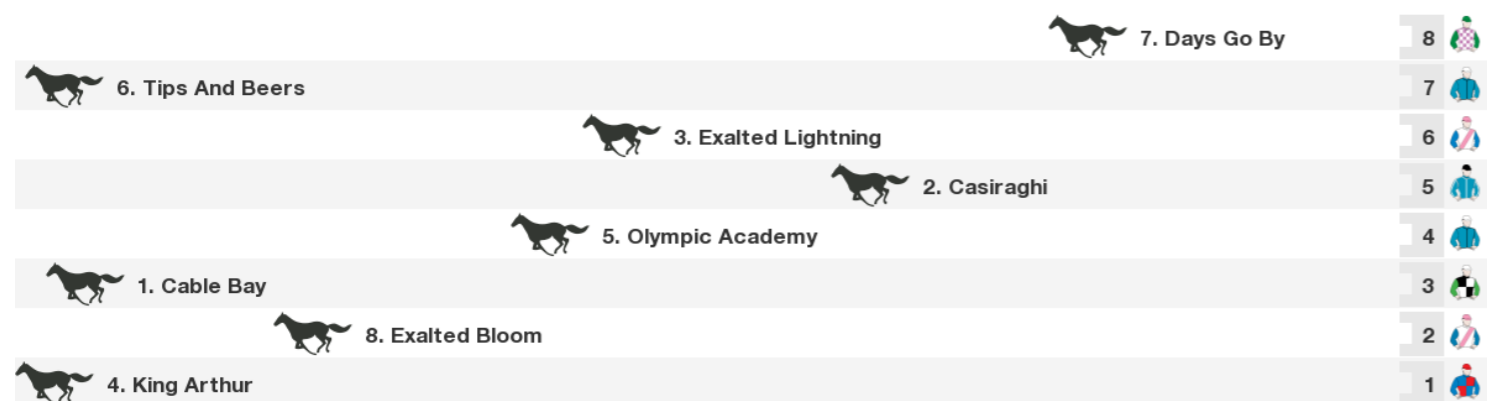 7. Days Go By 8
6. Tips And Beers 7
3. Exalted Lightning 6
2. Casiraghi 5
5. Olympic Academy 4
1. Cable Bay 3
8. Exalted Bloom 2
4. King Arthur 1